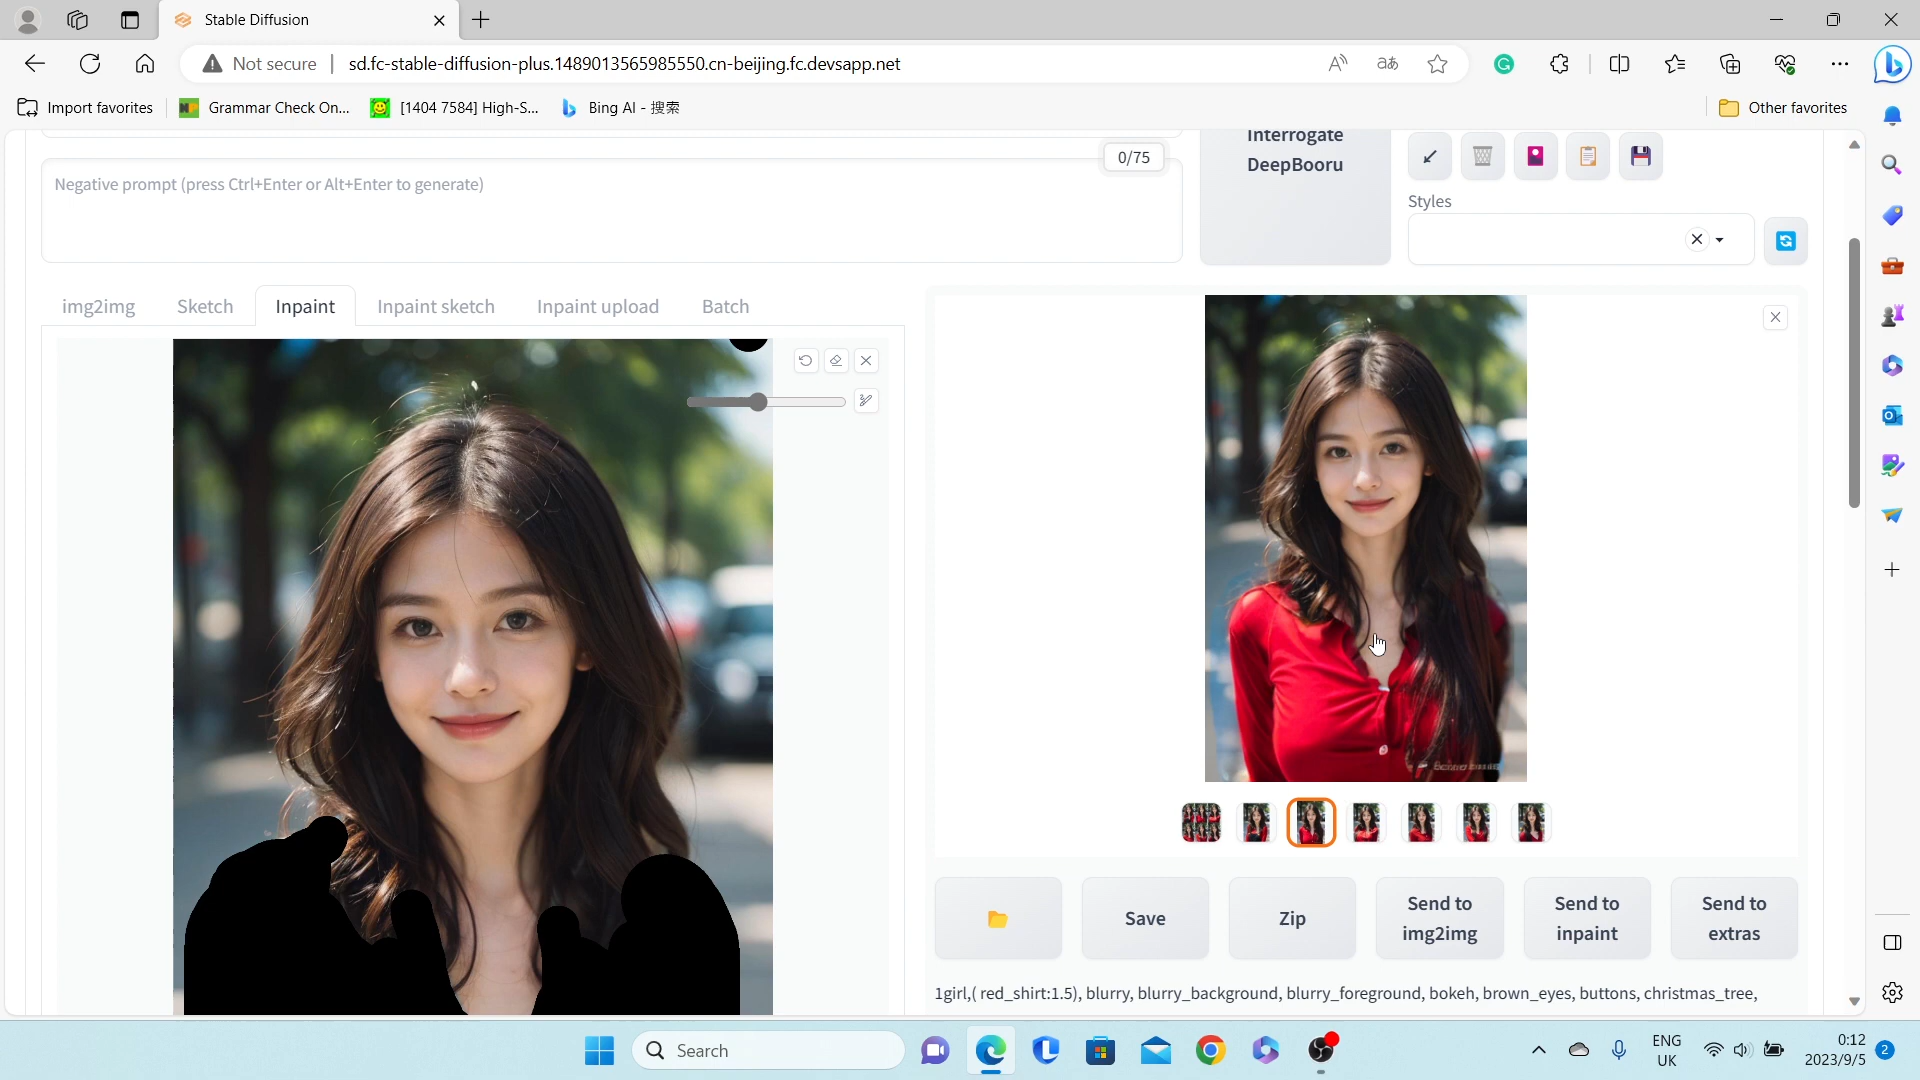 Stable Diffusion
Not secure
sd.fc-stable-diffusion-plus.1489013565985550.cn-beijing.fc.devsapp.net
Import favorites
Grammar Check On...
[1404 7584] High-S...
Bing AI - 搜索
Other favorites
Interrogate
DeepBooru
0/75
Negative prompt (press Ctrl+Enter or Alt+Enter to generate)
Styles
img2img
Sketch
Inpaint
Inpaint sketch
Inpaint upload
Batch
Save
Zip
Send to
img2img
Send to
inpaint
Send to
extras
1girl,( red_shirt:1.5), blurry, blurry_background, blurry_foreground, bokeh, brown_eyes, buttons, christmas_tree,
Search
ENG
UK
0:12
2023/9/5
2